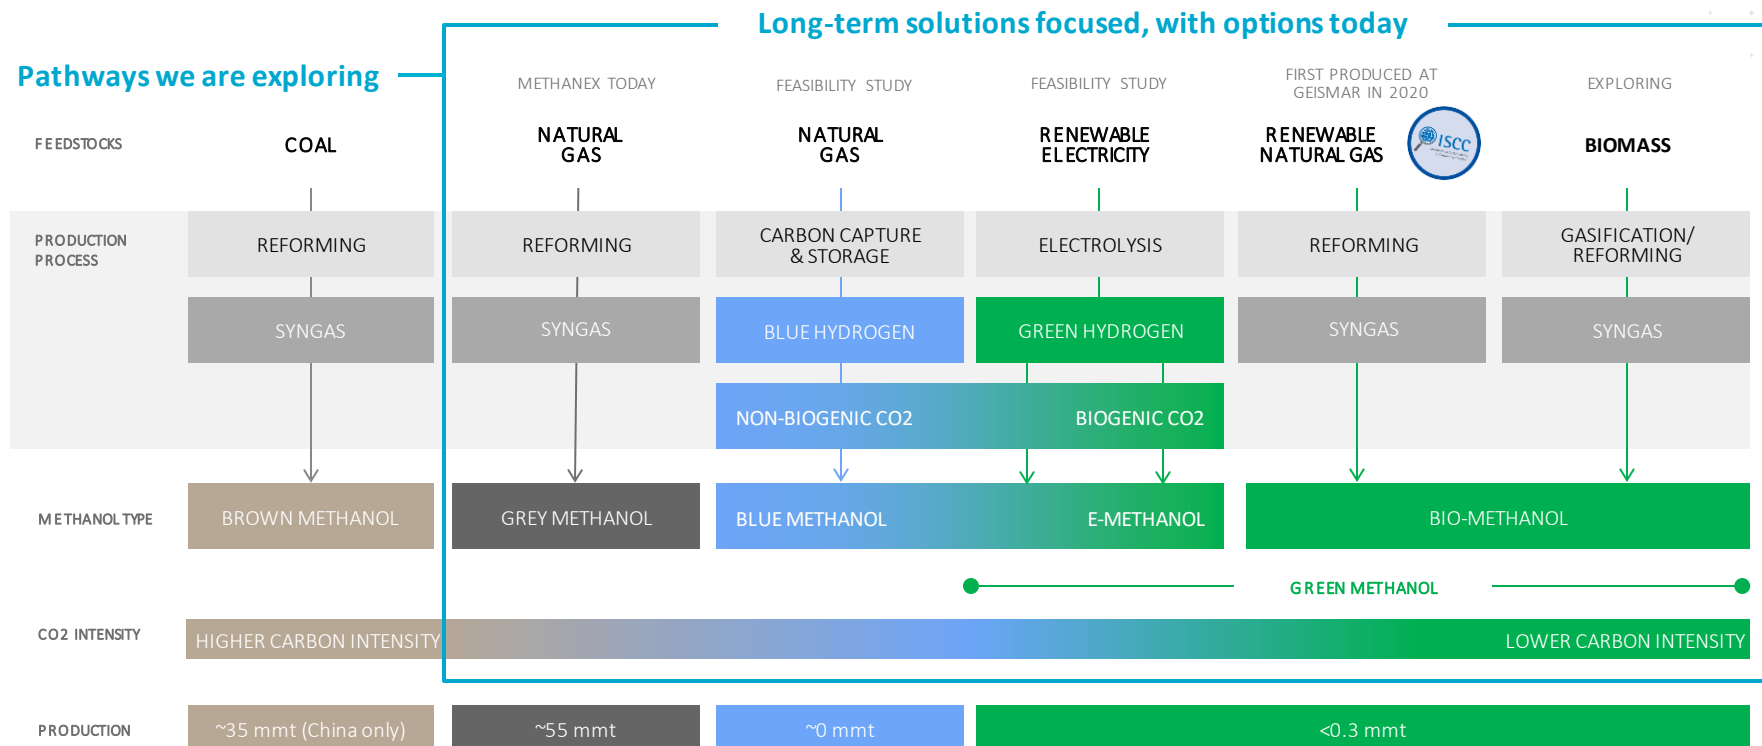 Long-term solutions focused, with options today
Pathways we are exploring
METHANEX TODAY
FEASIBILITY STUDY
FEASIBILITY STUDY
FIRST PRODUCED AT
GEISMAR IN 2020
EXPLORING
FEEDSTOCKS
COAL
NATURAL
GAS
NATURAL
GAS
RENEWABLE
ELECTRICITY
RENEWABLE
NATURAL GAS
ISCC
BIOMASS
PRODUCTION
PROCESS
REFORMING
REFORMING
CARBON CAPTURE
& STORAGE
ELECTROLYSIS
REFORMING
GASIFICATION/
REFORMING
SYNGAS
SYNGAS
BLUE HYDROGEN
GREEN HYDROGEN
SYNGAS
SYNGAS
NON-BIOGENIC CO2
BIOGENIC CO2
METHANOL TYPE
BROWN METHANOL
GREY METHANOL
BLUE METHANOL
E-METHANOL
BIO-METHANOL
GREEN METHANOL
CO2 INTENSITY
HIGHER CARBON INTENSITY
LOWER CARBON INTENSITY
PRODUCTION
~35 mmt (China only)
~55 mmt
~0 mmt
<0.3 mmt